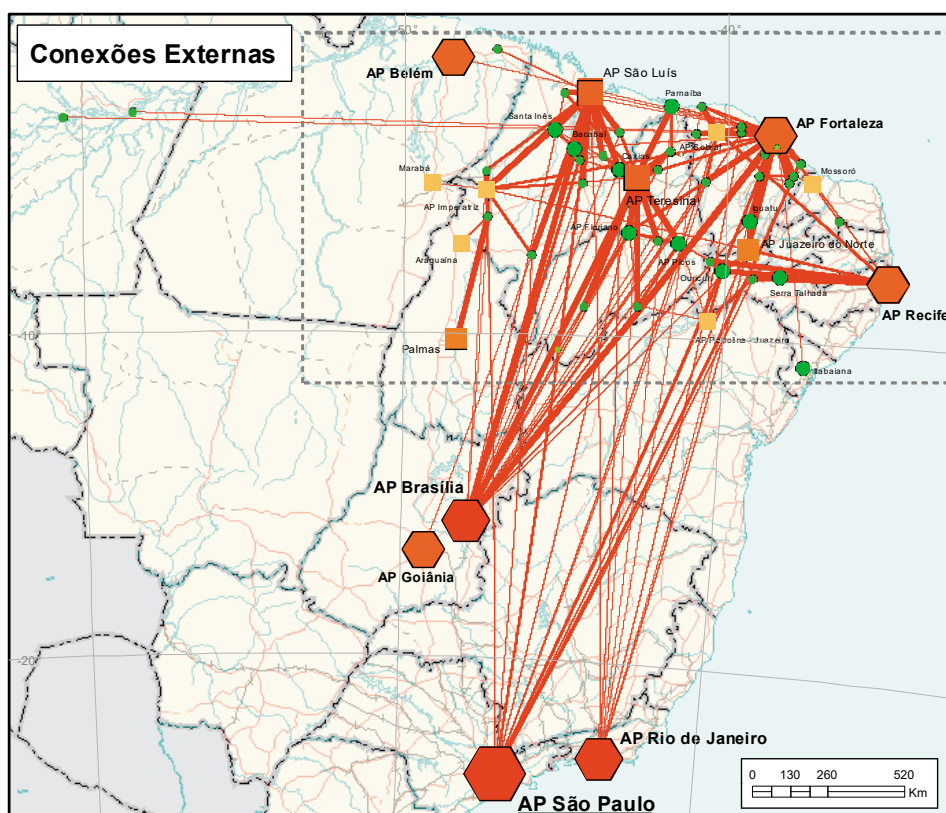 -50°
-40°
Conexões Externas
AP Belém
AP São Luís
Parnaíba
Santa Inês
AP Fortaleza
Bacabal
AP Sobral
Caxias
Marabá
Mossoró
AP Imperatriz
AP Teresina
Iguatu
AP Floriano
AP Juazeiro do Norte
Araguaína
AP Picos
Ouricuri
Serra Talhada
AP Recife
-10°
Palmas
AP Petrolina - Juazeiro
Itabaiana
AP Brasília
AP Goiânia
-20°
AP Rio de Janeiro
0 130 260 520
Km
AP São Paulo